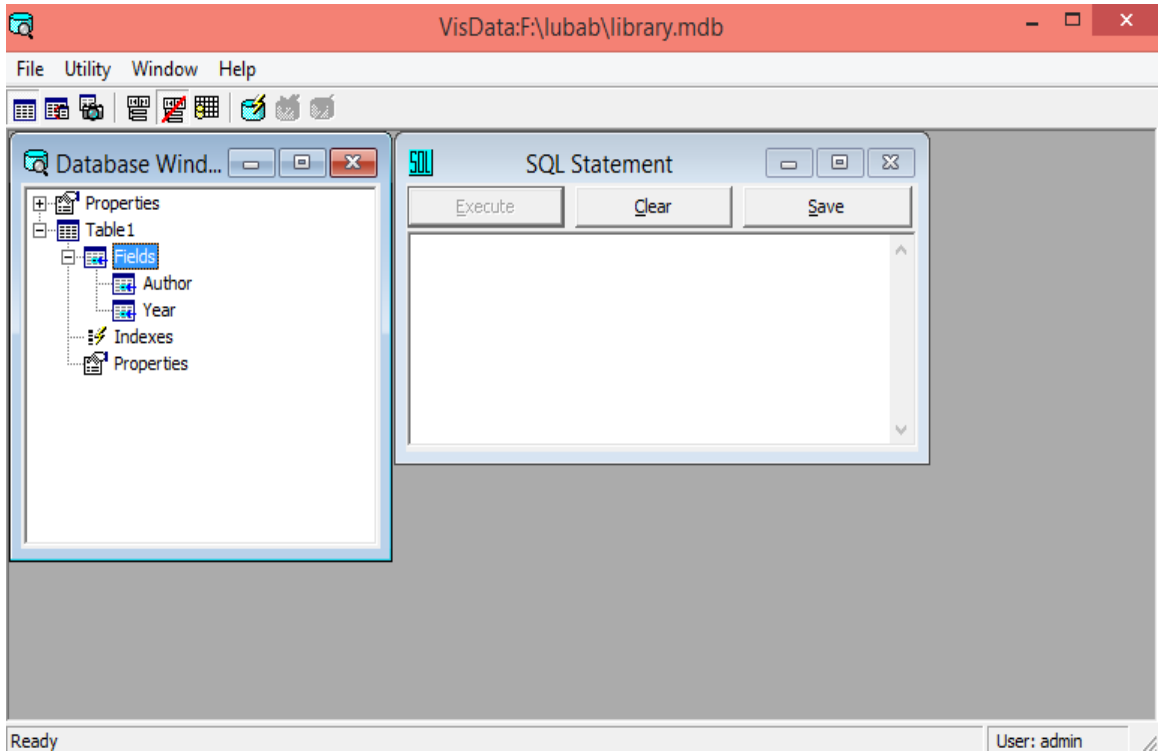 VisData:F:\lubab\library.mdb
File Utility Window Help
Database Wind...
Properties
Table1
Fields
Author
Year
Indexes
Properties
SQL SQL Statement
Execute Clear Save
Ready User: admin